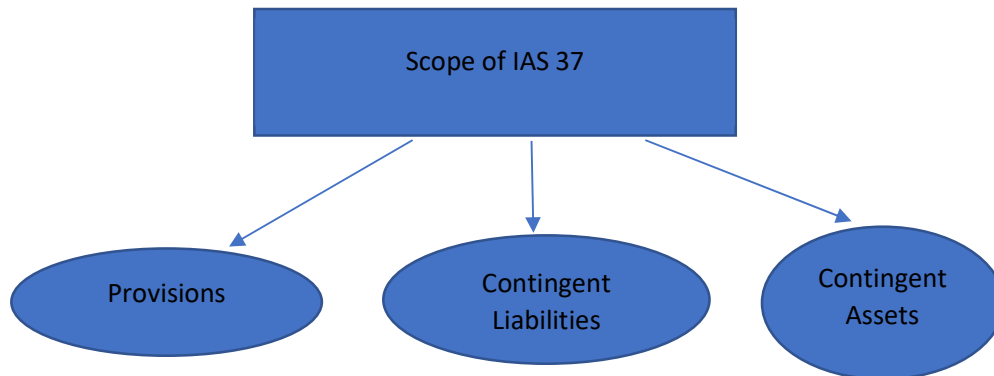 Scope of IAS 37
Provisions
Contingent
Liabilities
Contingent
Assets